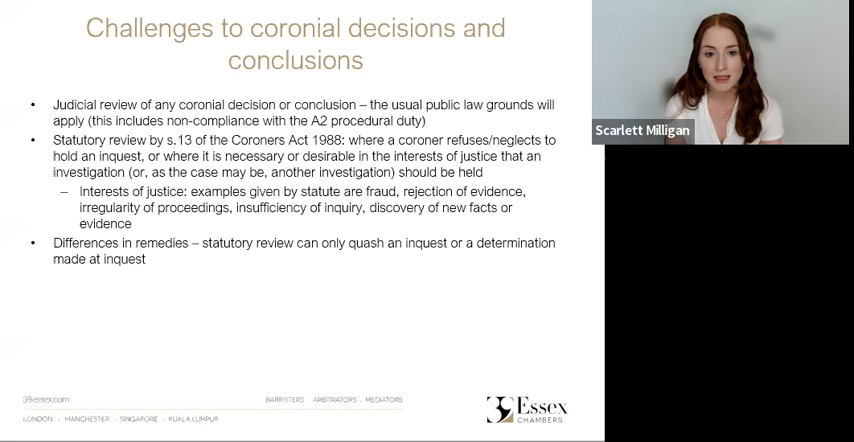 Challenges to coronial decisions and
conclusions
• Judicial review of any coronial decision or conclusion – the usual public law grounds will
apply (this includes non-compliance with the A2 procedural duty)
• Statutory review by s.13 of the Coroners Act 1988: where a coroner refuses/neglects to
hold an inquest, or where it is necessary or desirable in the interests of justice that an
investigation (or, as the case may be, another investigation) should be held
– Interests of justice: examples given by statute are fraud, rejection of evidence,
irregularity of proceedings, insufficiency of inquiry, discovery of new facts or
evidence
• Differences in remedies – statutory review can only quash an inquest or a determination
made at inquest
Scarlett Milligan
39essex.com
BARRISTERS . ARBITRATORS . MEDIATORS
LONDON . MANCHESTER . SINGAPORE . KUALA LUMPUR
39 Essex
CHAMBERS